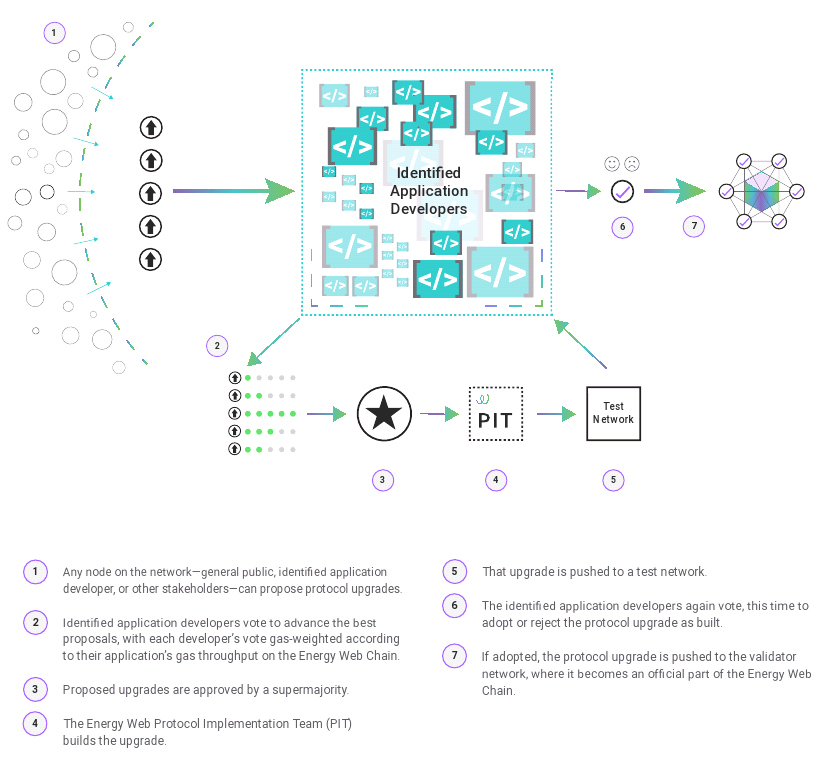 1
</>
Identified
Application
Developers
6
7
2
PIT
Test
Network
3
4
5
1
Any node on the network—general public, identified application
developer, or other stakeholders—can propose protocol upgrades.
2
Identified application developers vote to advance the best
proposals, with each developer's vote gas-weighted according
to their application's gas throughput on the Energy Web Chain.
3
Proposed upgrades are approved by a supermajority.
4
The Energy Web Protocol Implementation Team (PIT)
builds the upgrade.
5
That upgrade is pushed to a test network.
6
The identified application developers again vote, this time to
adopt or reject the protocol upgrade as built.
7
If adopted, the protocol upgrade is pushed to the validator
network, where it becomes an official part of the Energy Web
Chain.